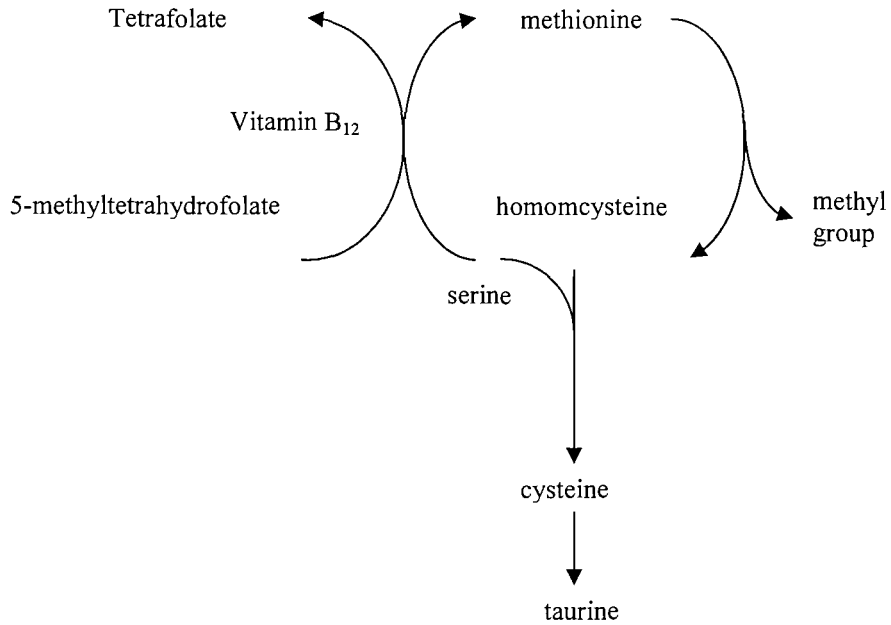 Tetrafolate
methionine
Vitamin B₁₂
5-methyltetrahydrofolate
homomcysteine
methyl
group
serine
cysteine
taurine